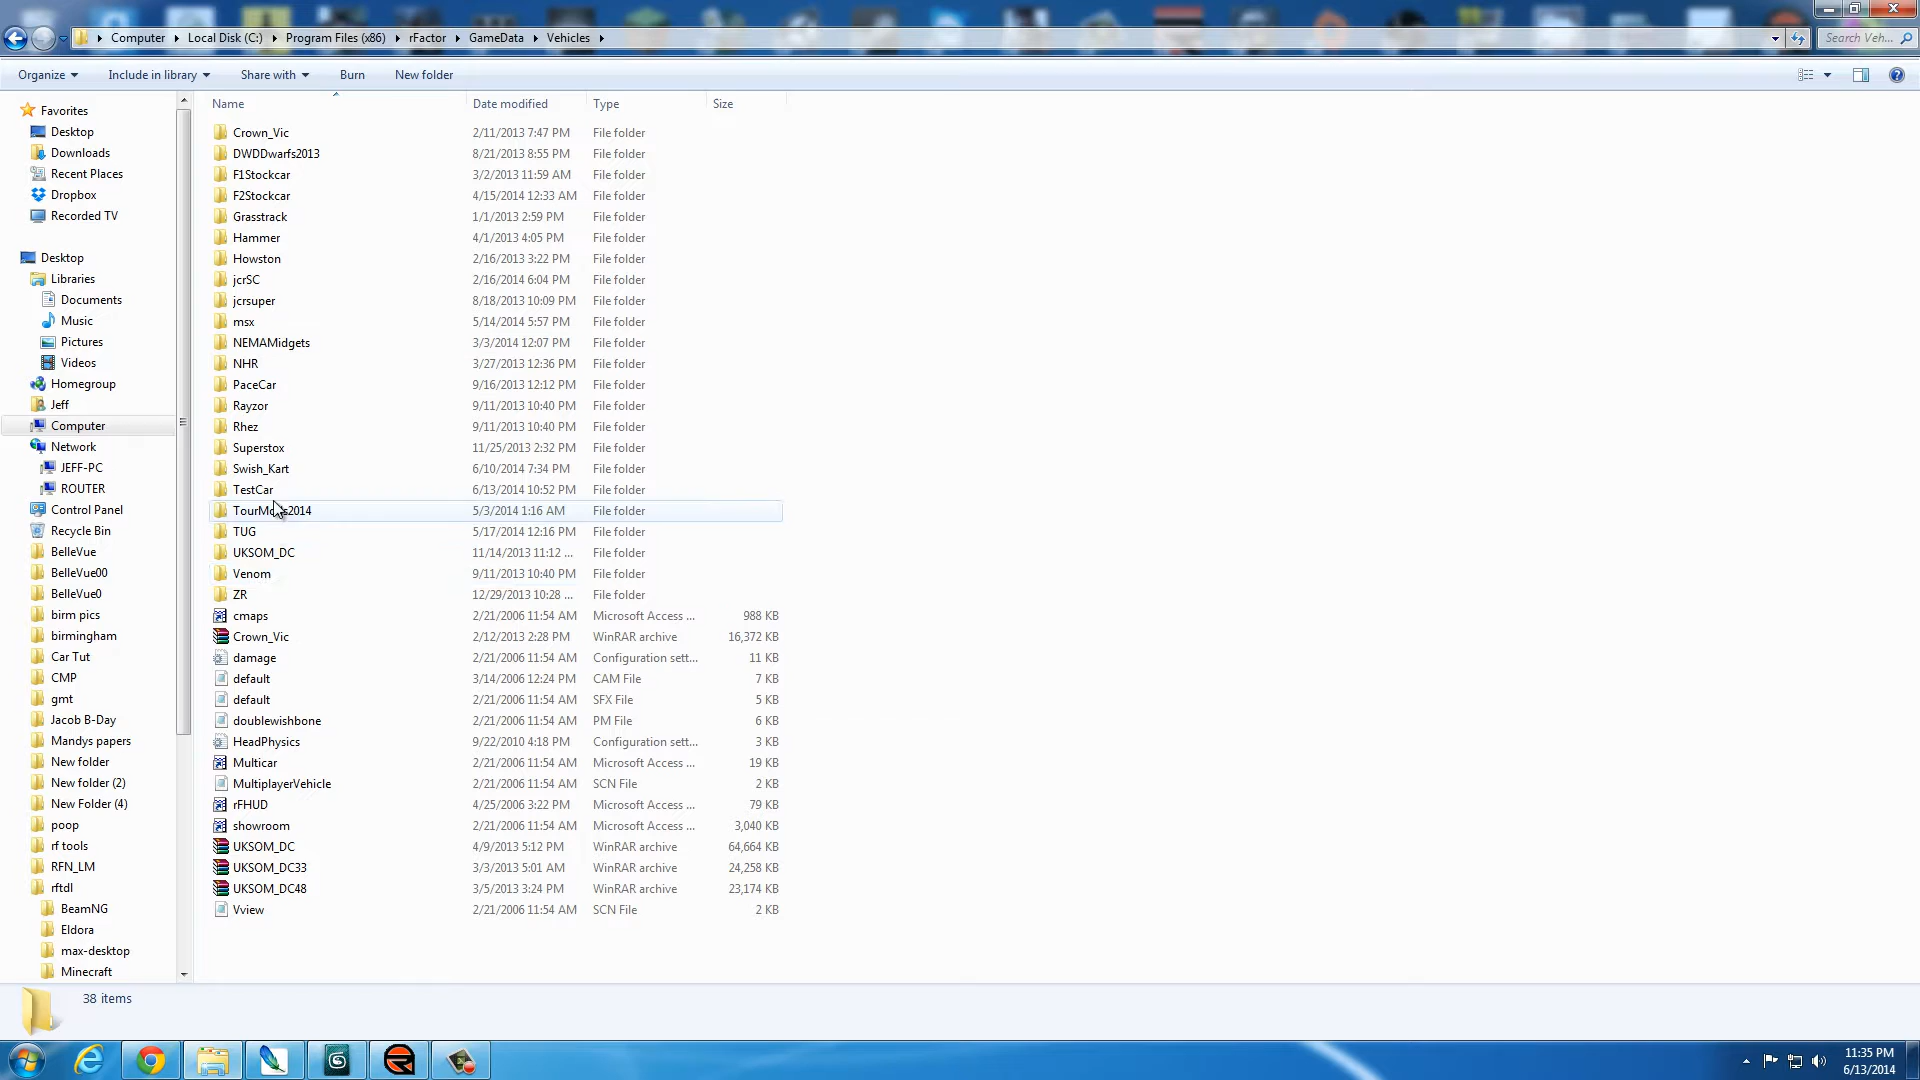 Computer Local Disk (C:) Program Files (x86) rFactor GameData Vehicles
Search Veh...
Organize Include in library Share with Burn New folder
Name Date modified Type Size
Favorites
Desktop
Downloads
Recent Places
Dropbox
Recorded TV
Desktop
Libraries
Documents
Music
Pictures
Videos
Homegroup
Jeff
Computer
Network
JEFF-PC
ROUTER
Control Panel
Recycle Bin
BelleVue
BelleVue00
BelleVue0
birm pics
birmingham
Car Tut
CMP
gmt
Jacob B-Day
Mandys papers
New folder
New folder (2)
New Folder (4)
poop
rf tools
RFN_LM
rftdl
BeamNG
Eldora
max-desktop
Minecraft
Crown_Vic 2/11/2013 7:47 PM File folder
DWDDwarfs2013 8/21/2013 8:55 PM File folder
F1Stockcar 3/2/2013 11:59 AM File folder
F2Stockcar 4/15/2014 12:33 AM File folder
Grasstrack 1/1/2013 2:59 PM File folder
Hammer 4/1/2013 4:05 PM File folder
Howston 2/16/2013 3:22 PM File folder
jcrSC 2/16/2014 6:04 PM File folder
jcrsuper 8/18/2013 10:09 PM File folder
msx 5/14/2014 5:57 PM File folder
NEMAMidgets 3/3/2014 12:07 PM File folder
NHR 3/27/2013 12:36 PM File folder
PaceCar 9/16/2013 12:12 PM File folder
Rayzor 9/11/2013 10:40 PM File folder
Rhez 9/11/2013 10:40 PM File folder
Superstox 11/25/2013 2:32 PM File folder
Swish_Kart 6/10/2014 7:34 PM File folder
TestCar 6/13/2014 10:52 PM File folder
5/3/2014 1:16 AM File folder
TUG 5/17/2014 12:16 PM File folder
UKSOM_DC 11/14/2013 11:12 ... File folder
Venom 9/11/2013 10:40 PM File folder
ZR 12/29/2013 10:28 ... File folder
cmaps 2/21/2006 11:54 AM Microsoft Access ... 988 KB
Crown_Vic 2/12/2013 2:28 PM WinRAR archive 16,372 KB
damage 2/21/2006 11:54 AM Configuration sett... 11 KB
default 3/14/2006 12:24 PM CAM File 7 KB
default 2/21/2006 11:54 AM SFX File 5 KB
doublewishbone 2/21/2006 11:54 AM PM File 6 KB
HeadPhysics 9/22/2010 4:18 PM Configuration sett... 3 KB
Multicar 2/21/2006 11:54 AM Microsoft Access ... 19 KB
MultiplayerVehicle 2/21/2006 11:54 AM SCN File 2 KB
rFHUD 4/25/2006 3:22 PM Microsoft Access ... 79 KB
showroom 2/21/2006 11:54 AM Microsoft Access ... 3,040 KB
UKSOM_DC 4/9/2013 5:12 PM WinRAR archive 64,664 KB
UKSOM_DC33 3/3/2013 5:01 AM WinRAR archive 24,258 KB
UKSOM_DC48 3/5/2013 3:24 PM WinRAR archive 23,174 KB
Vview 2/21/2006 11:54 AM SCN File 2 KB
38 items
11:35 PM
6/13/2014